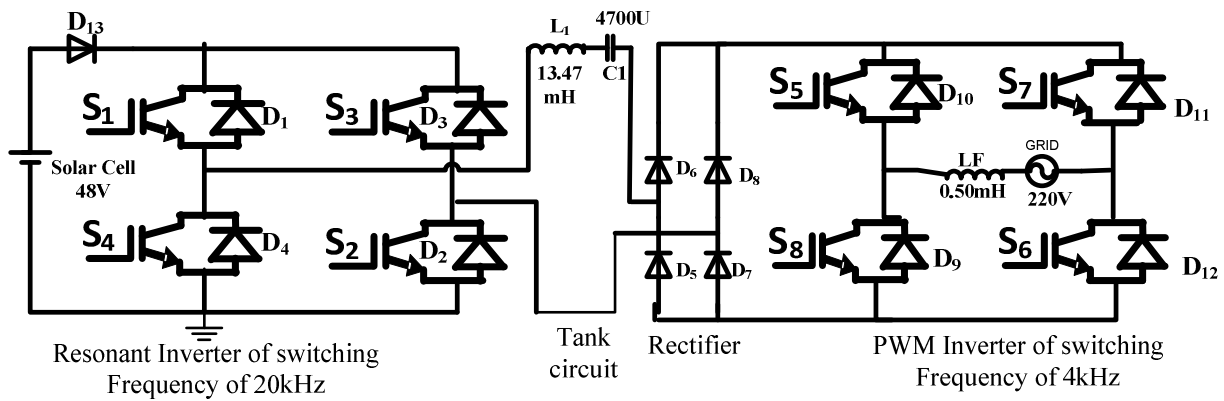 D13
L1
4700U
13.47
mH
C1
S1
D1
S3
D3
S5
D10
S7
D11
Solar Cell
48V
D6
D8
LF
0.50mH
GRID
220V
S4
D4
S2
D2
D5
D7
S8
D9
S6
D12
Resonant Inverter of switching
Frequency of 20kHz
Tank
circuit
Rectifier
PWM Inverter of switching
Frequency of 4kHz